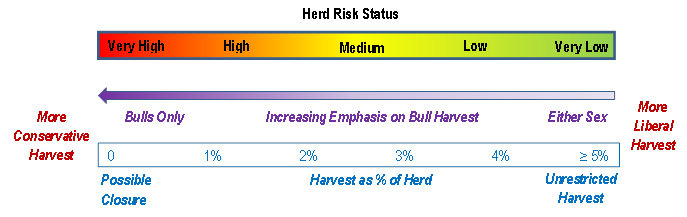 Herd Risk Status
Very High High Medium Low Very Low
Bulls Only Increasing Emphasis on Bull Harvest Either Sex
More
Conservative
Harvest
More
Liberal
Harvest
0 1% 2% 3% 4% ≥ 5%
Possible
Closure
Harvest as % of Herd
Unrestricted
Harvest